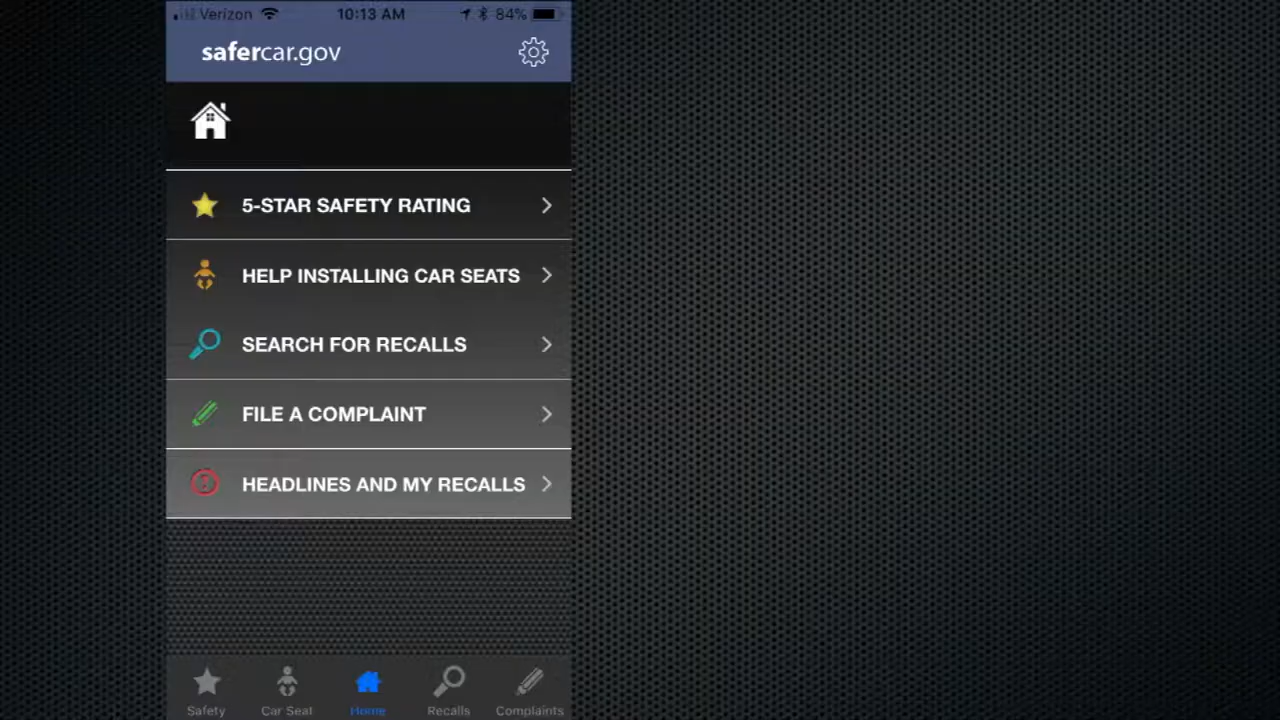 Verizon 10:13 AM 84%
safercar.gov
5-STAR SAFETY RATING
HELP INSTALLING CAR SEATS
SEARCH FOR RECALLS
FILE A COMPLAINT
HEADLINES AND MY RECALLS
Safety Car Seat Home Recalls Complaints